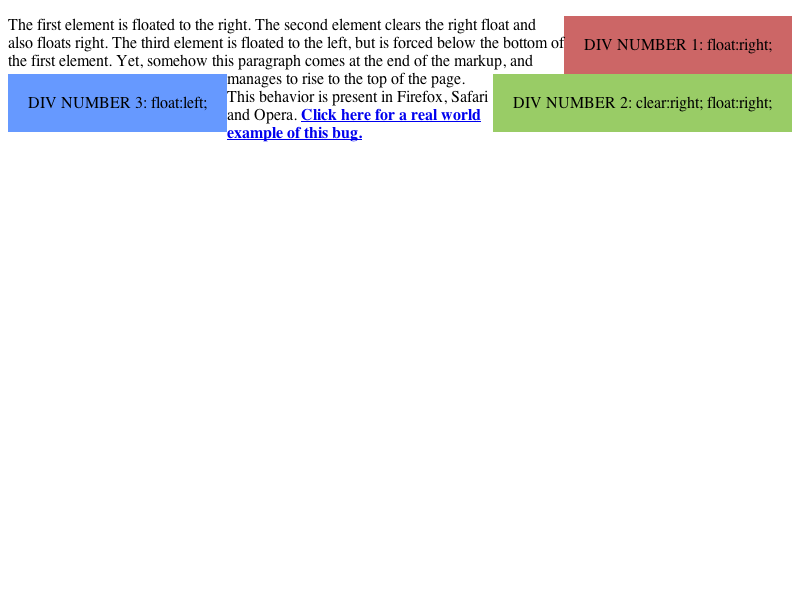 The first element is floated to the right. The second element clears the right float and
also floats right. The third element is floated to the left, but is forced below the bottom of
the first element. Yet, somehow this paragraph comes at the end of the markup, and
manages to rise to the top of the page.
This behavior is present in Firefox, Safari
and Opera. Click here for a real world
example of this bug.
DIV NUMBER 1: float:right;
DIV NUMBER 3: float:left;
DIV NUMBER 2: clear:right; float:right;